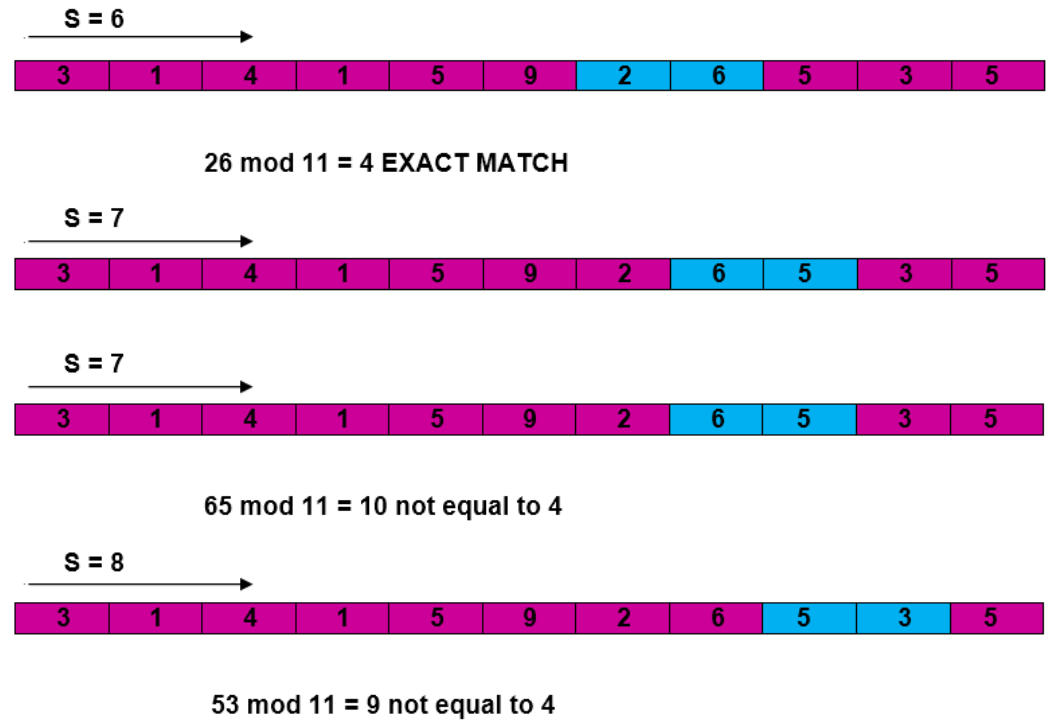 S = 6
3 1 4 1 5 9 2 6 5 3 5
26 mod 11 = 4 EXACT MATCH
S = 7
3 1 4 1 5 9 2 6 5 3 5
S = 7
3 1 4 1 5 9 2 6 5 3 5
65 mod 11 = 10 not equal to 4
S = 8
3 1 4 1 5 9 2 6 5 3 5
53 mod 11 = 9 not equal to 4